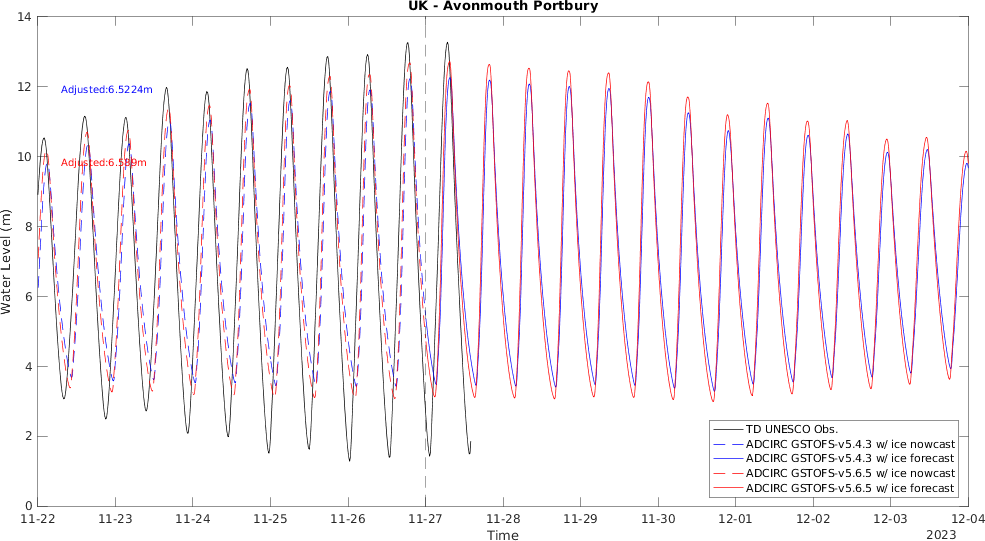 UK - Avonmouth Portbury
14
12
10
8
6
4
2
0
Water Level (m)
Adjusted:6.5224m
Adjusted:6.589m
TD UNESCO Obs.
ADCIRC GSTOFS-v5.4.3 w/ ice nowcast
ADCIRC GSTOFS-v5.4.3 w/ ice forecast
ADCIRC GSTOFS-v5.6.5 w/ ice nowcast
ADCIRC GSTOFS-v5.6.5 w/ ice forecast
11-22 11-23 11-24 11-25 11-26 11-27 11-28 11-29 11-30 12-01 12-02 12-03 12-04
Time
2023